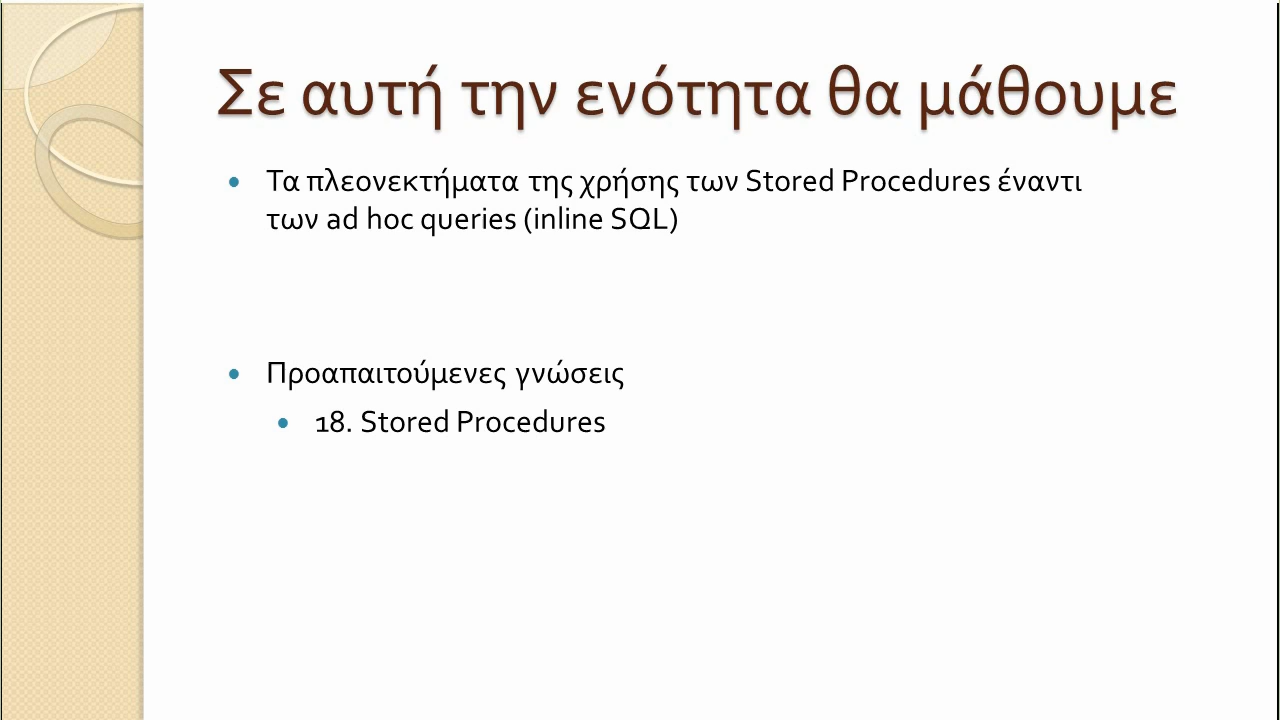 Σε αυτή την ενότητα θα μάθουμε
• Τα πλεονεκτήματα της χρήσης των Stored Procedures έναντι
των ad hoc queries (inline SQL)
• Προαπαιτούμενες γνώσεις
• 18. Stored Procedures